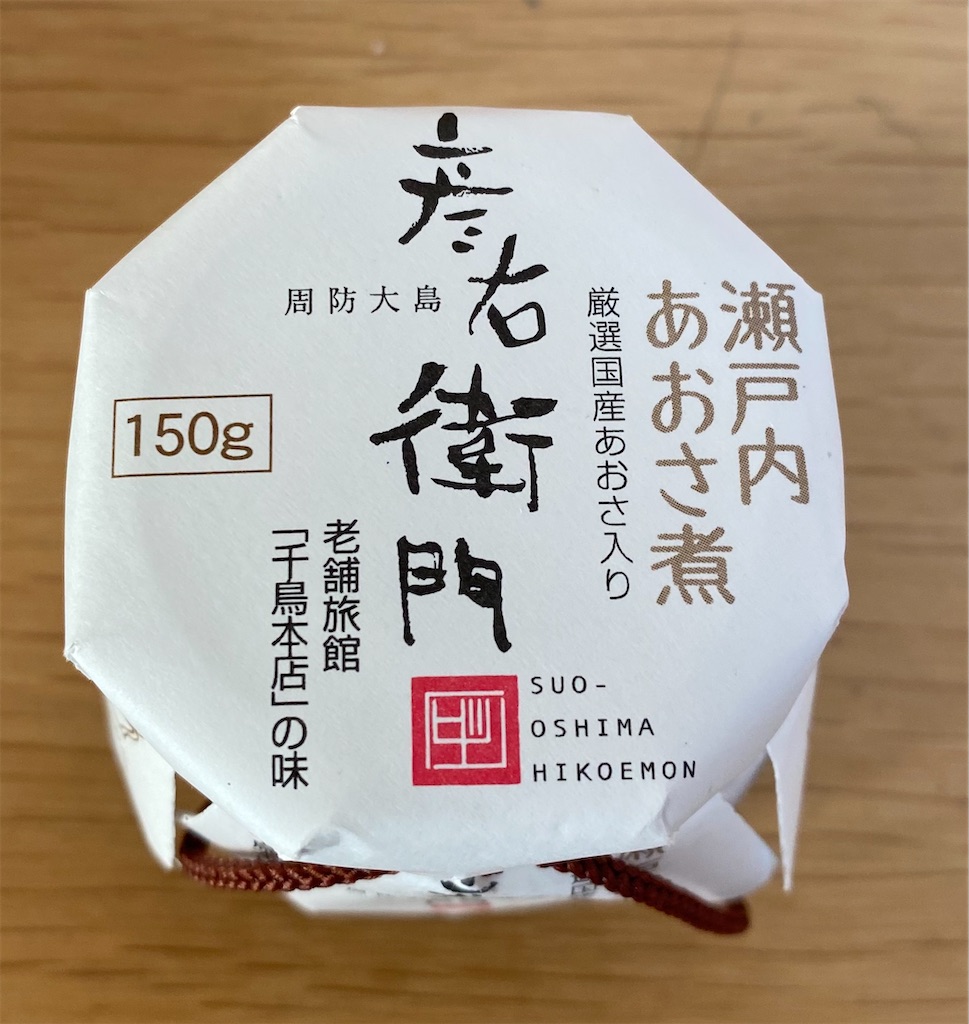 瀬戸内
あおさ煮
厳選国産あおさ入り
彦右衛門
周防大島
150g
老舗旅館
「千鳥本店」の味
SUO-
OSHIMA
HIKOEMON